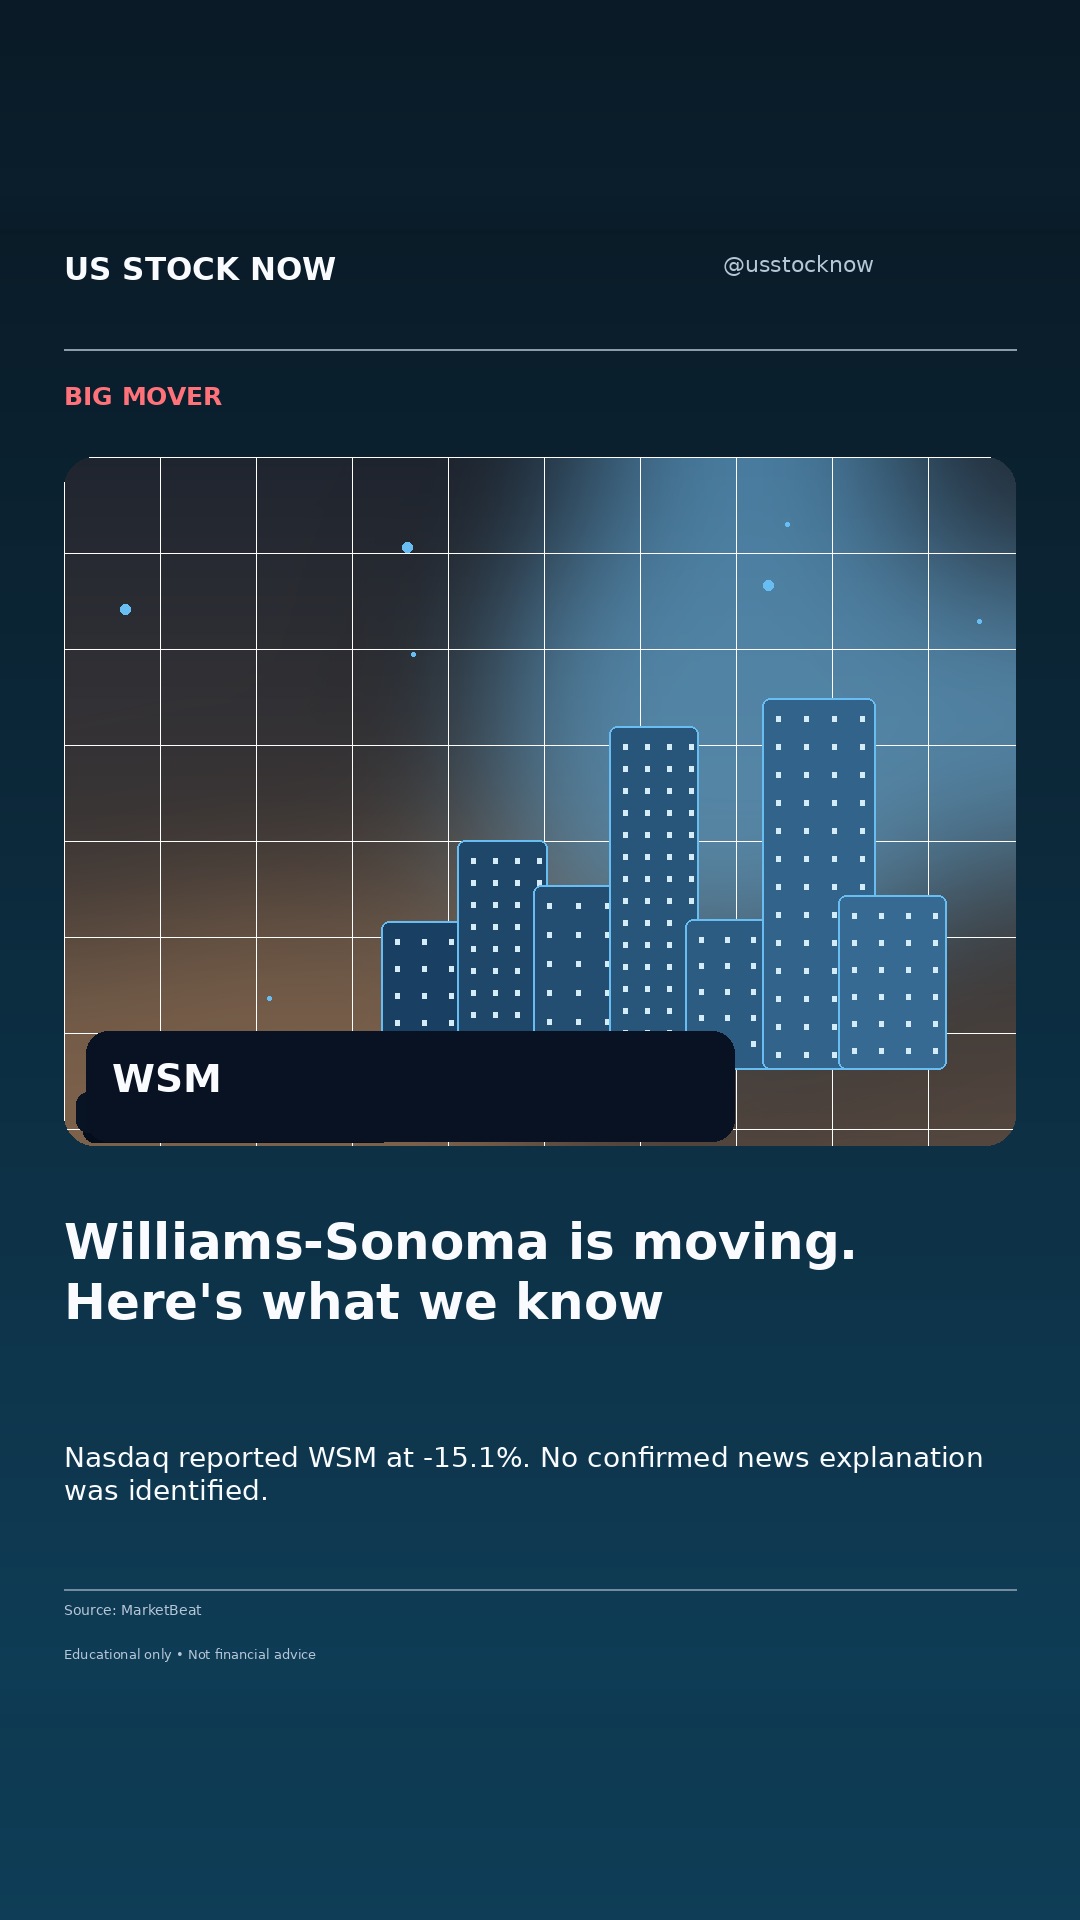 US STOCK NOW
@usstocknow
BIG MOVER
WSM
Williams-Sonoma is moving.
Here's what we know
Nasdaq reported WSM at -15.1%. No confirmed news explanation
was identified.
Source: MarketBeat
Educational only • Not financial advice